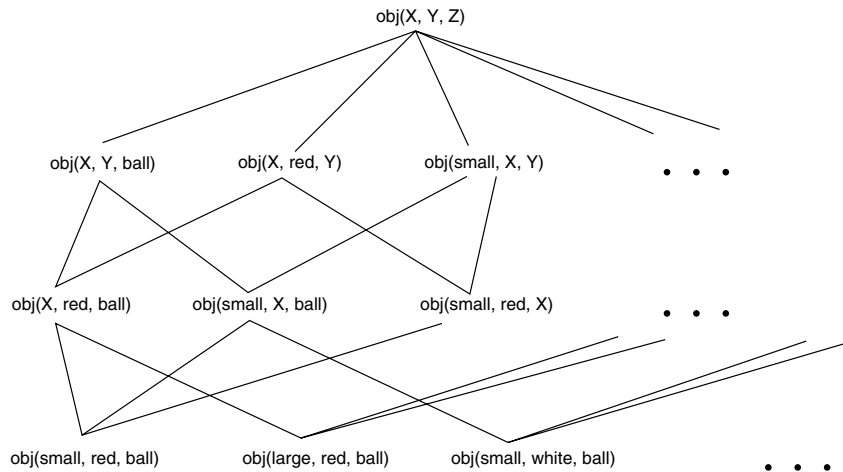 obj(X, Y, Z)
obj(X, Y, ball) obj(X, red, Y) obj(small, X, Y) • • •
obj(X, red, ball) obj(small, X, ball) obj(small, red, X) • • •
obj(small, red, ball) obj(large, red, ball) obj(small, white, ball) • • •